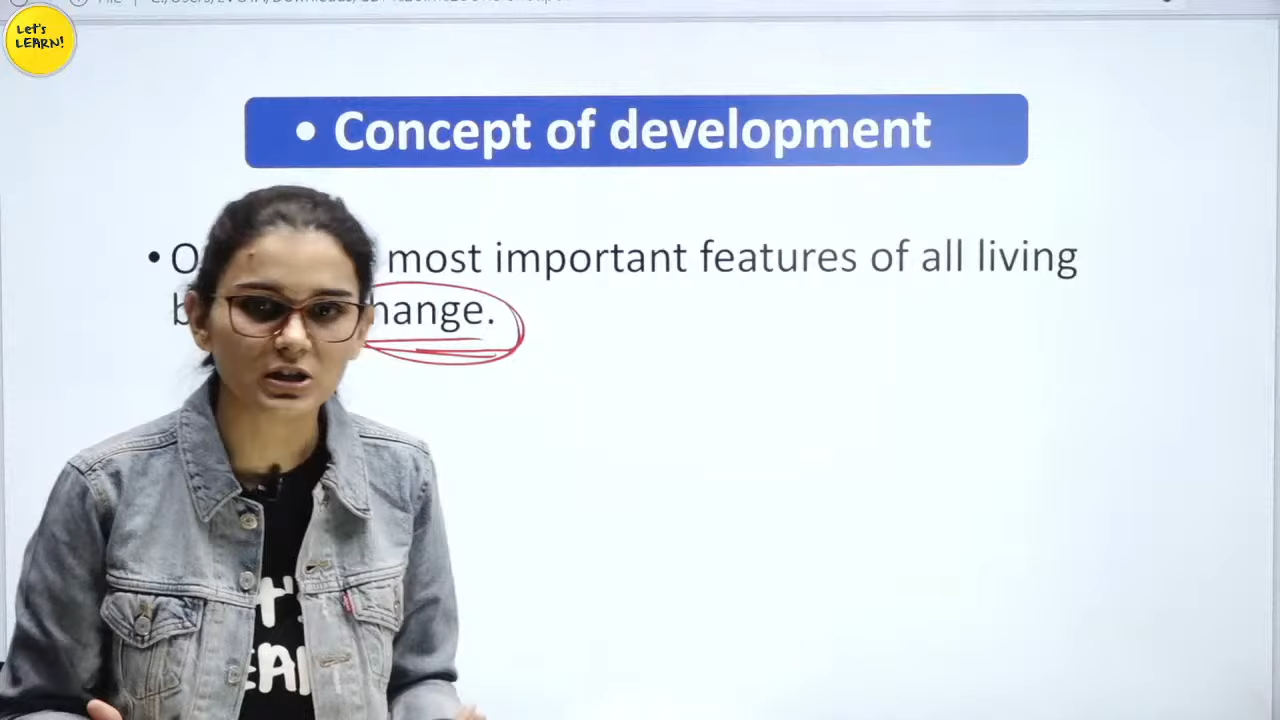 Let's
LEARN!
• Concept of development
• most important features of all living
hange.